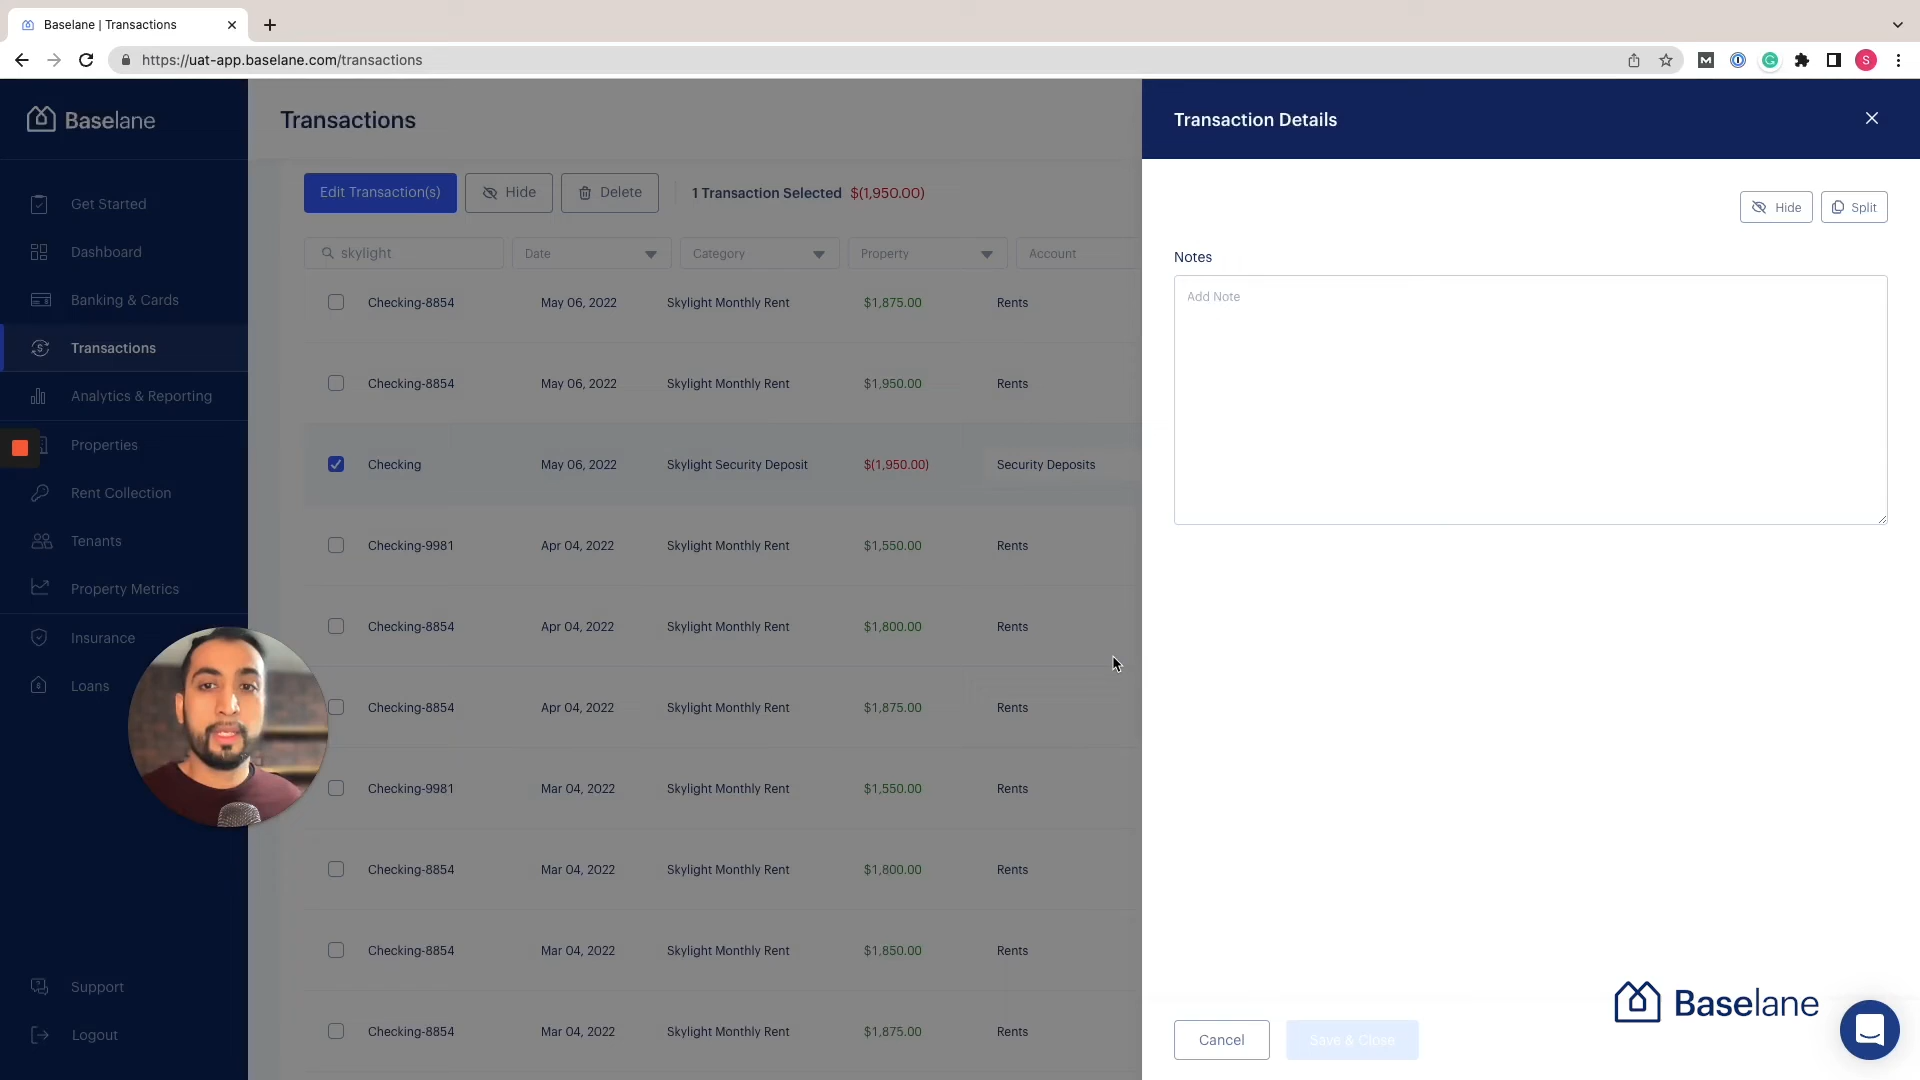 Baselane | Transactions
https://uat-app.baselane.com/transactions
S
Baselane
Get Started
Dashboard
Banking & Cards
Transactions
Analytics & Reporting
Properties
Rent Collection
Tenants
Property Metrics
Insurance
Loans
Support
Logout
Transactions
Edit Transaction(s) Hide Delete 1 Transaction Selected $(1,950.00)
skylight Date Category Property Account
Checking-8854 May 06, 2022 Skylight Monthly Rent $1,875.00 Rents
Checking-8854 May 06, 2022 Skylight Monthly Rent $1,950.00 Rents
Checking May 06, 2022 Skylight Security Deposit $(1,950.00) Security Deposits
Checking-9981 Apr 04, 2022 Skylight Monthly Rent $1,550.00 Rents
Checking-8854 Apr 04, 2022 Skylight Monthly Rent $1,800.00 Rents
Checking-8854 Apr 04, 2022 Skylight Monthly Rent $1,875.00 Rents
Checking-9981 Mar 04, 2022 Skylight Monthly Rent $1,550.00 Rents
Checking-8854 Mar 04, 2022 Skylight Monthly Rent $1,800.00 Rents
Checking-8854 Mar 04, 2022 Skylight Monthly Rent $1,850.00 Rents
Checking-8854 Mar 04, 2022 Skylight Monthly Rent $1,875.00 Rents
Transaction Details
Hide Split
Notes
Add Note
Baselane
Cancel Save & Close